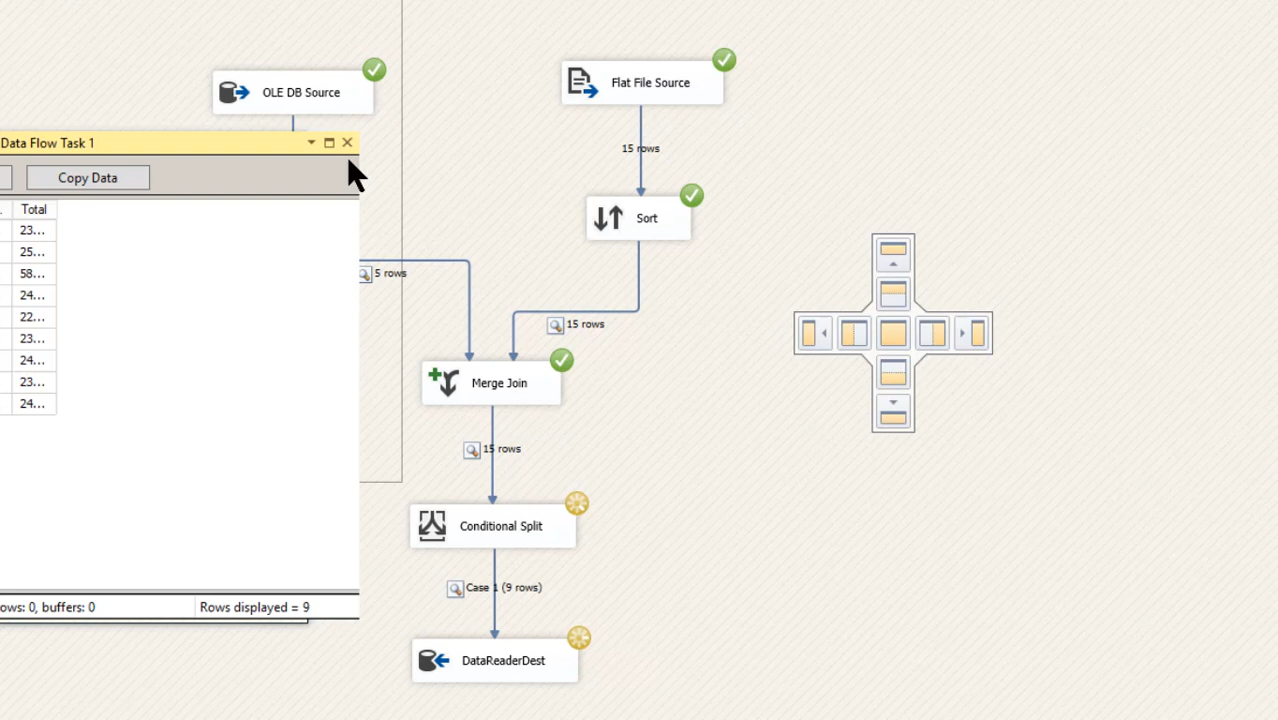 OLE DB Source
Flat File Source
Data Flow Task 1
15 rows
Copy Data
Total
23...
25...
58...
24...
22...
23...
24...
23...
24...
Sort
5 rows
15 rows
Merge Join
15 rows
Conditional Split
Case 1 (9 rows)
ows: 0, buffers: 0
Rows displayed = 9
DataReaderDest